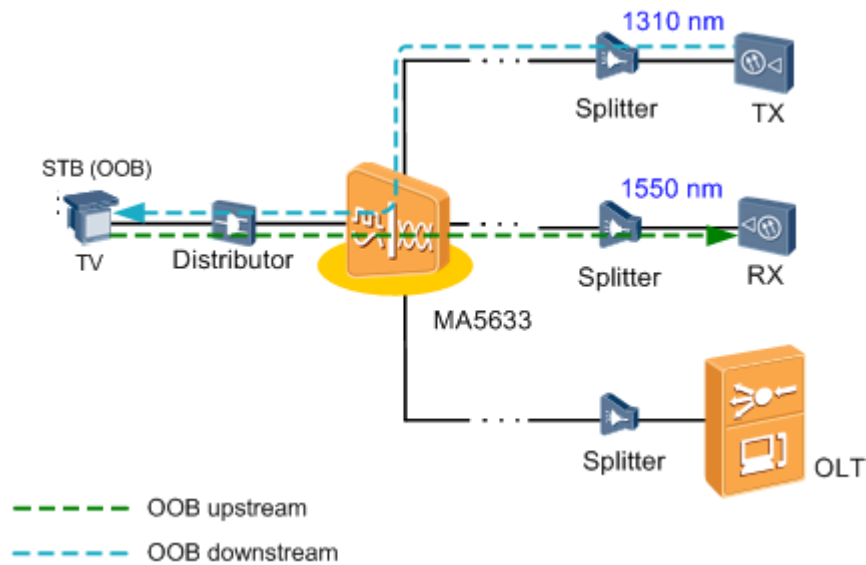 1310 nm
Splitter
TX
STB (OOB)
TV
Distributor
1550 nm
Splitter
RX
MA5633
Splitter
OLT
OOB upstream
OOB downstream